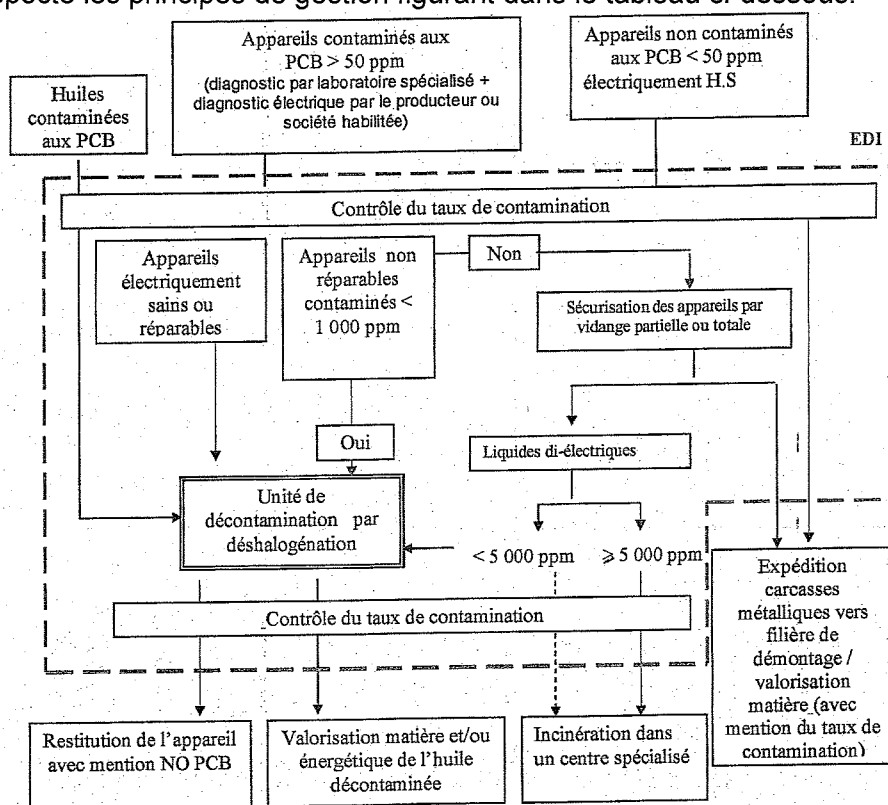 pecte les principes de gestion figurant dans le tableau ci-dessous.
Huiles
contaminées
aux PCB
Appareils contaminés aux
PCB > 50 ppm
(diagnostic par laboratoire spécialisé +
diagnostic électrique par le producteur ou
société habilitée)
Appareils non contaminés
aux PCB < 50 ppm
électriquement H.S
EDI
Contrôle du taux de contamination
Appareils
électriquement
sains ou
réparables
Appareils non
réparables
contaminés <
1 000 ppm
Non
Sécurisation des appareils par
vidange partielle ou totale
Oui
Liquides di-électriques
Unité de
décontamination par
déshalogénation
< 5 000 ppm
≥ 5 000 ppm
Expédition
carcasses
métalliques vers
filière de
démontage /
valorisation
matière (avec
mention du taux de
contamination)
Contrôle du taux de contamination
Restitution de l'appareil
avec mention NO PCB
Valorisation matière et/ou
énergétique de l'huile
décontaminée
Incinération dans
un centre spécialisé